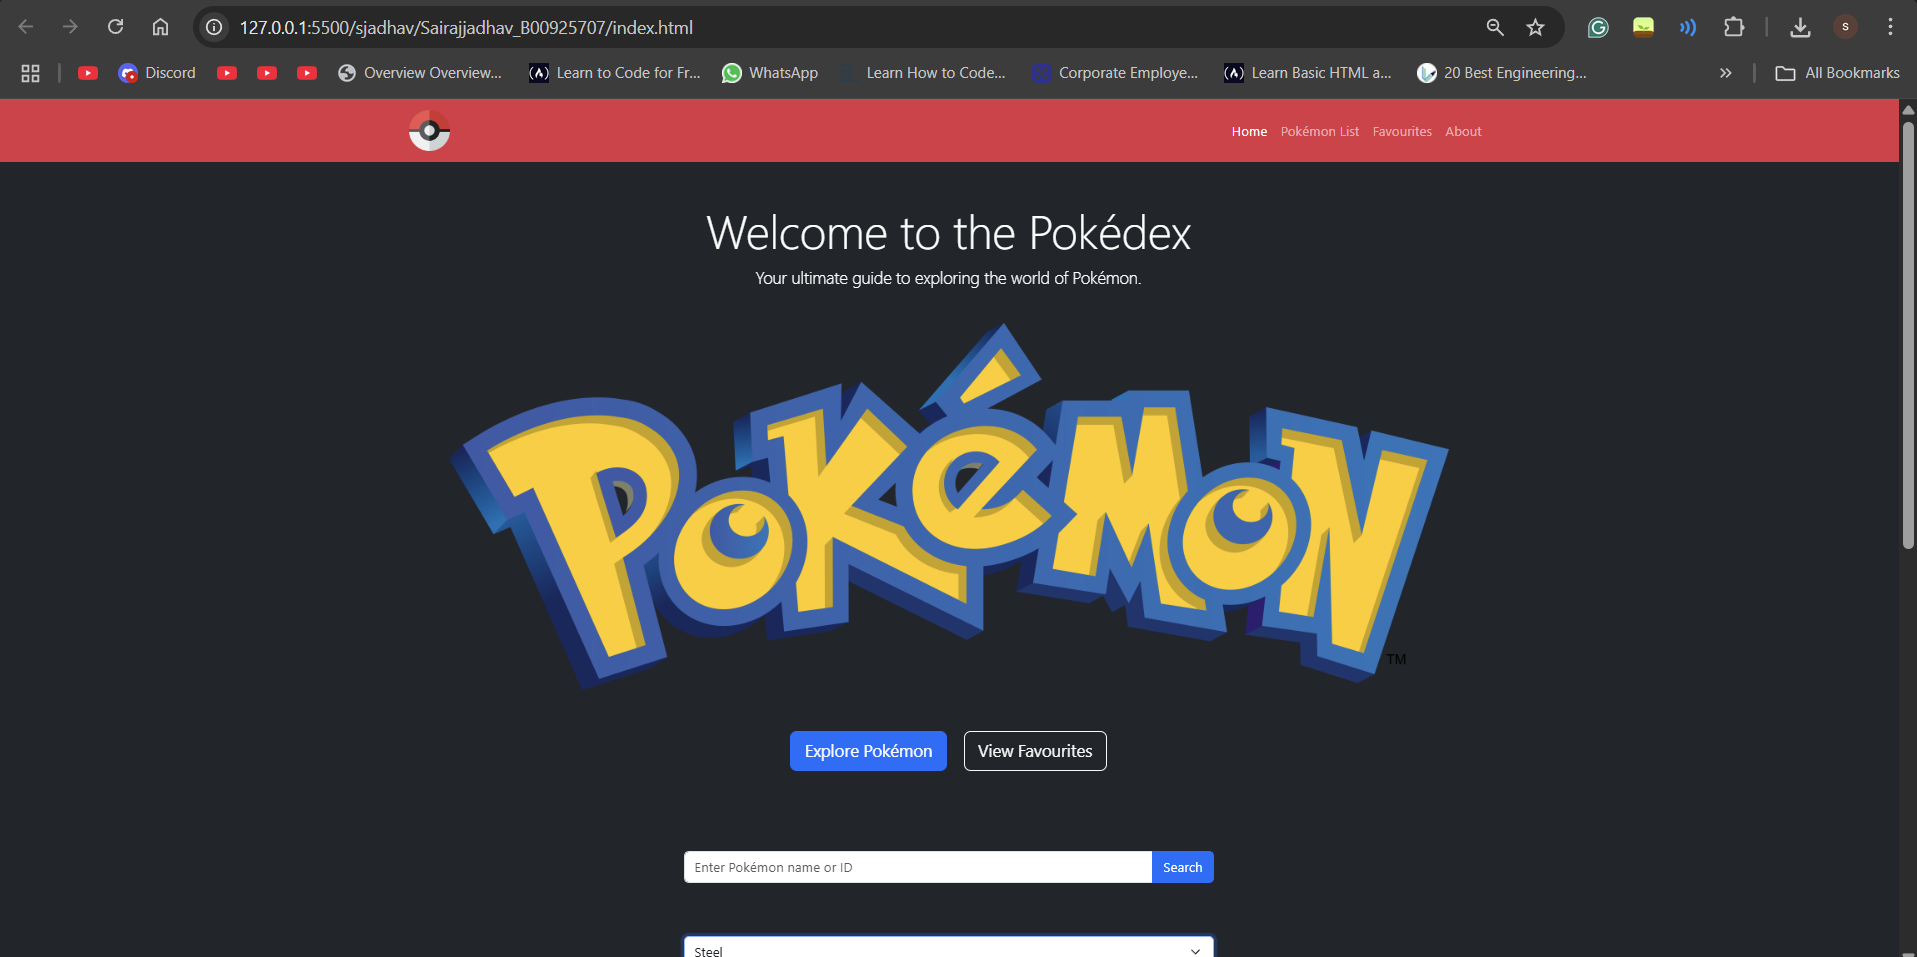 127.0.0.1:5500/sjadhav/Sairajjadhav_B00925707/index.html
S
Discord
Overview Overview...
Learn to Code for Fr...
WhatsApp
Learn How to Code...
Corporate Employe...
Learn Basic HTML a...
20 Best Engineering...
All Bookmarks
Home Pokémon List Favourites About
Welcome to the Pokédex
Your ultimate guide to exploring the world of Pokémon.
POKéMON
TM
Explore Pokémon
View Favourites
Enter Pokémon name or ID
Search
Steel